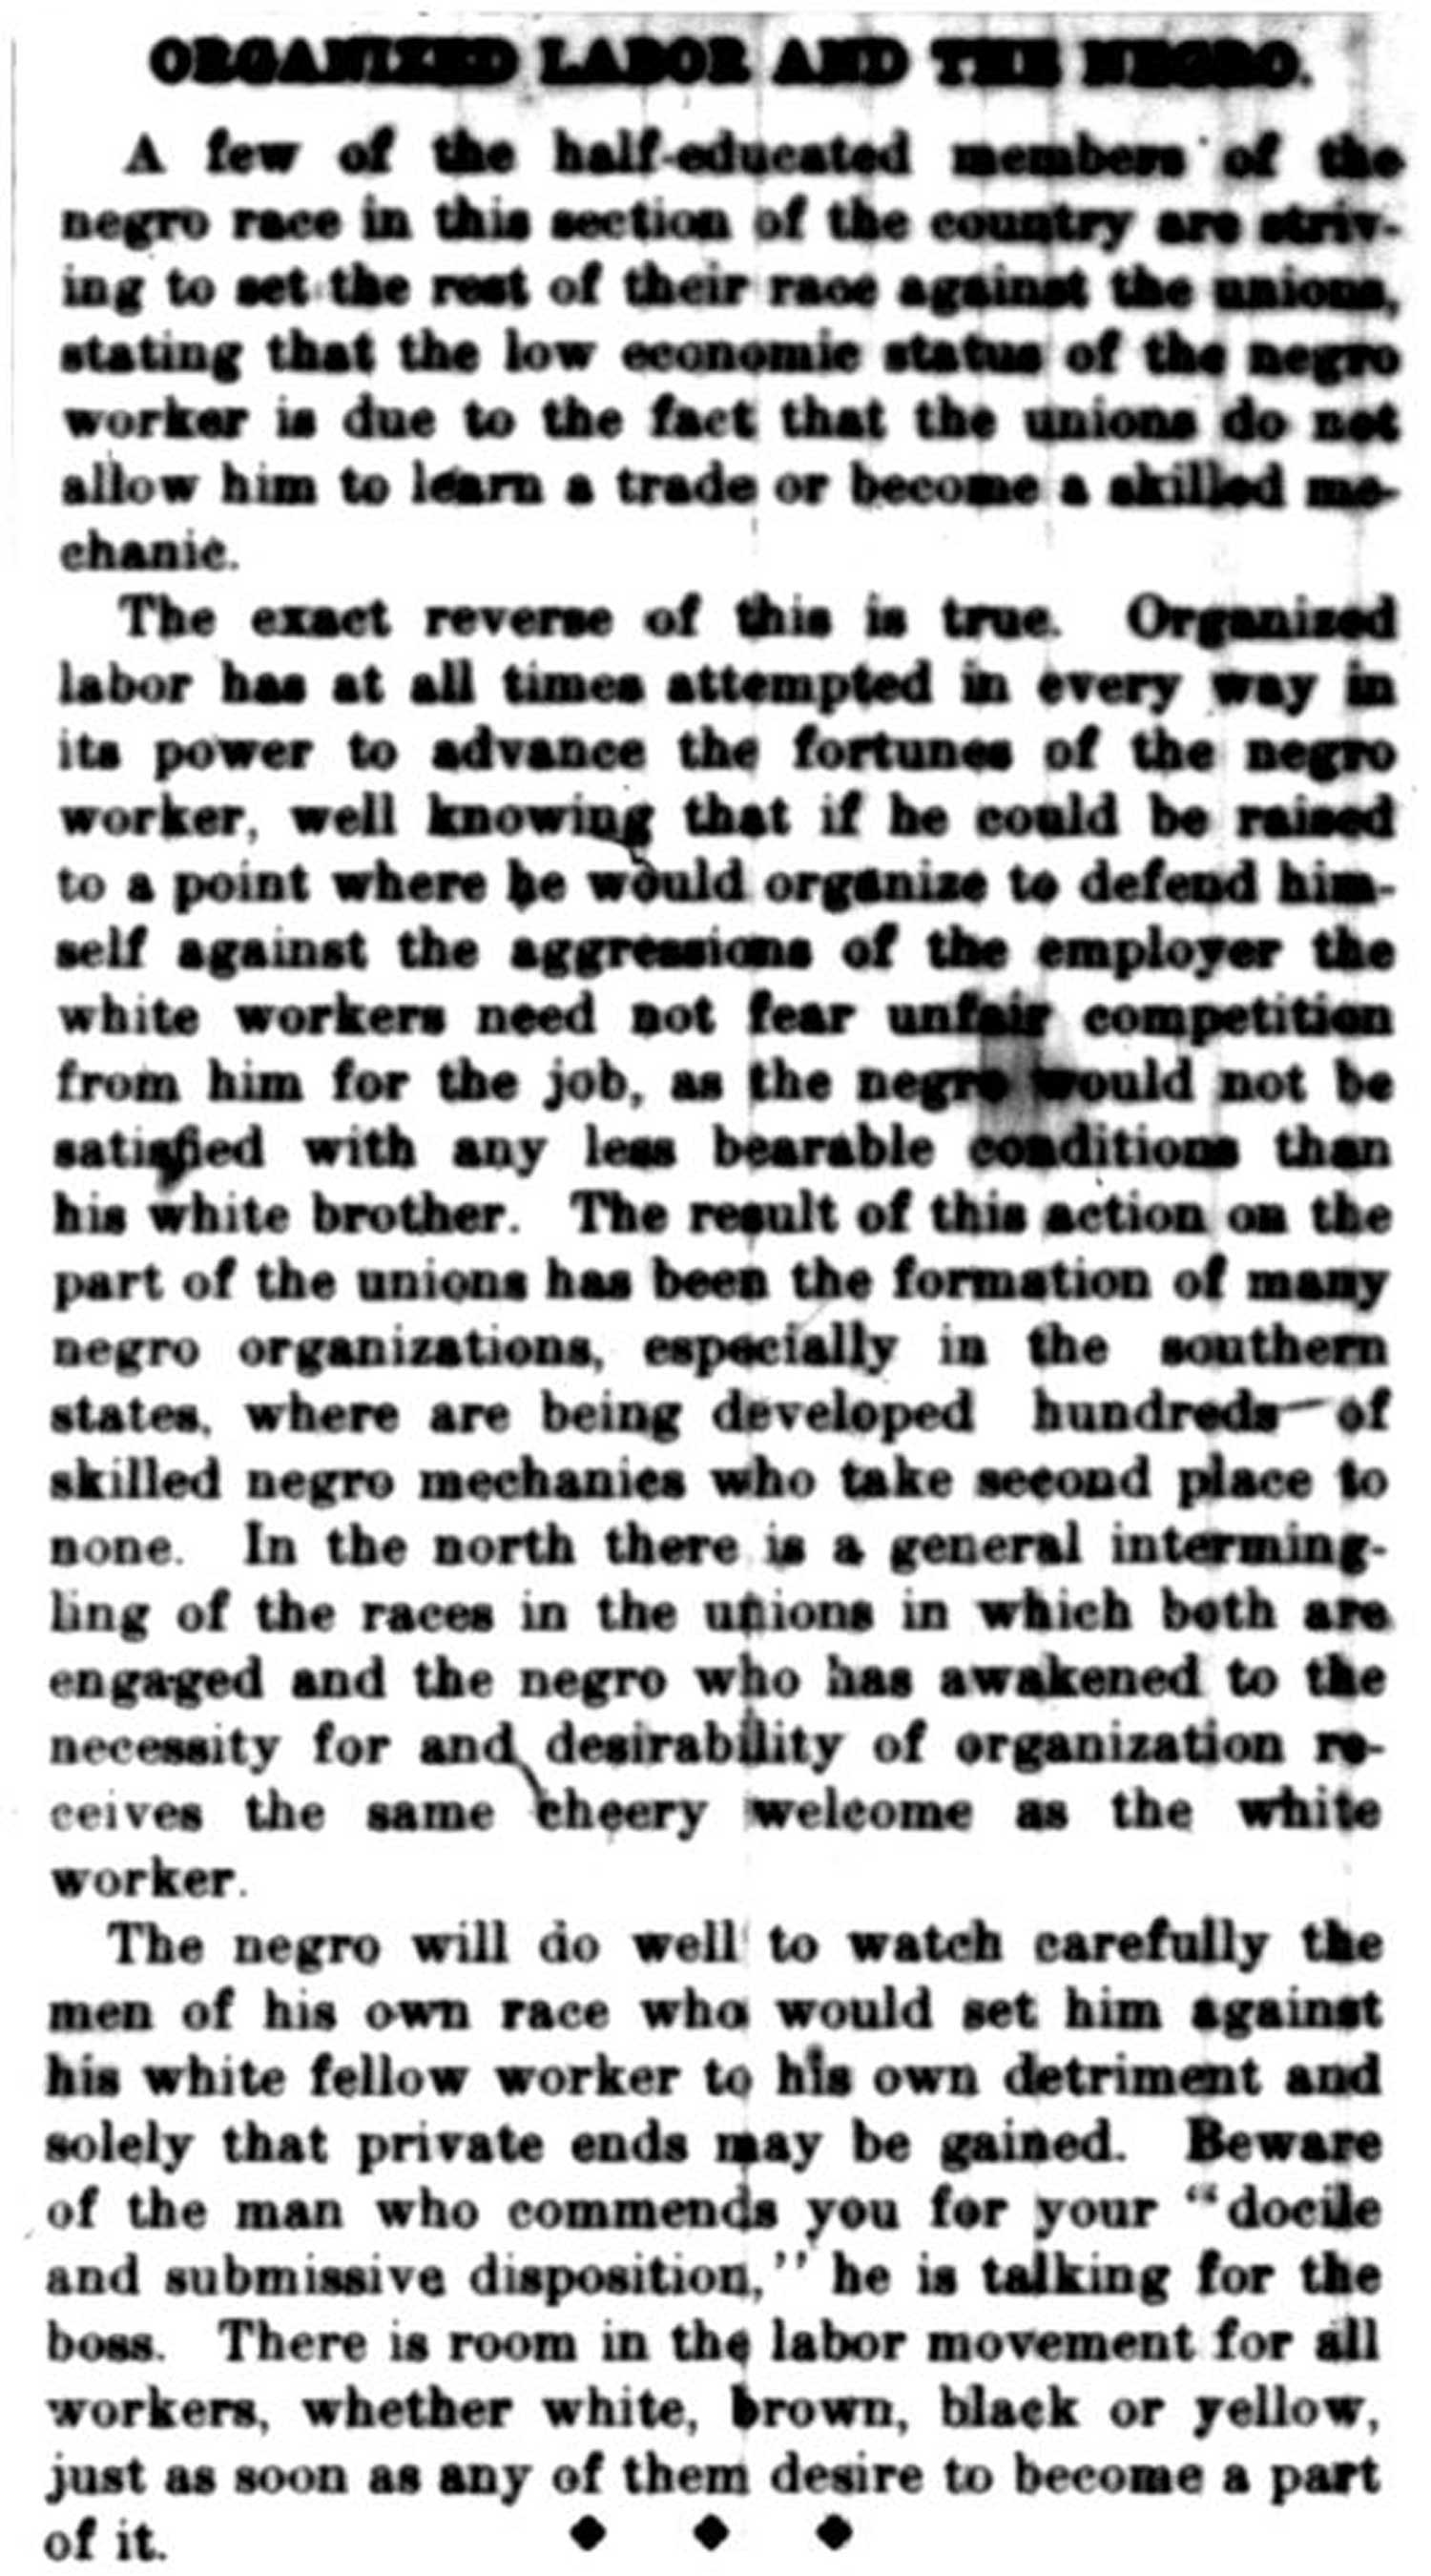 ORGANIZED LABOR AND THE NEGRO.
A few of the half-educated members of the
negro race in this section of the country are striv-
ing to set the rest of their race against the unions,
stating that the low economic status of the negro
worker is due to the fact that the unions do not
allow him to learn a trade or become a skilled me-
chanic.
The exact reverse of this is true. Organized
labor has at all times attempted in every way in
its power to advance the fortunes of the negro
worker, well knowing that if he could be raised
to a point where he would organize to defend him-
self against the aggressions of the employer the
white workers need not fear unfair competition
from him for the job, as the negro would not be
satisfied with any less bearable conditions than
his white brother. The result of this action on the
part of the unions has been the formation of many
negro organizations, especially in the southern
states, where are being developed hundreds of
skilled negro mechanics who take second place to
none. In the north there is a general interming-
ling of the races in the unions in which both are
engaged and the negro who has awakened to the
necessity for and desirability of organization re-
ceives the same cheery welcome as the white
worker.
The negro will do well to watch carefully the
men of his own race who would set him against
his white fellow worker to his own detriment and
solely that private ends may be gained. Beware
of the man who commends you for your "docile
and submissive disposition," he is talking for the
boss. There is room in the labor movement for all
workers, whether white, brown, black or yellow,
just as soon as any of them desire to become a part
of it.